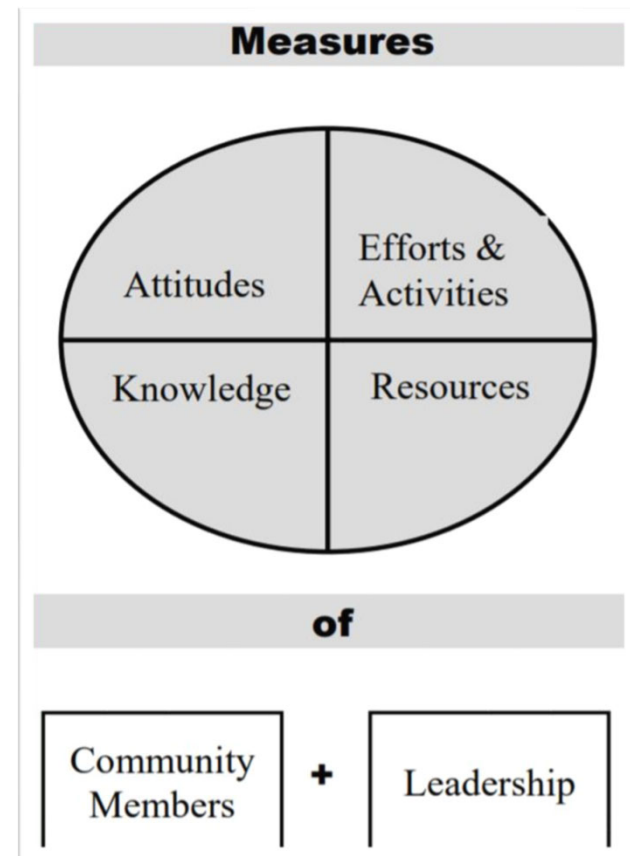 Measures
Attitudes
Efforts &
Activities
Knowledge
Resources
of
Community
Members
+
Leadership